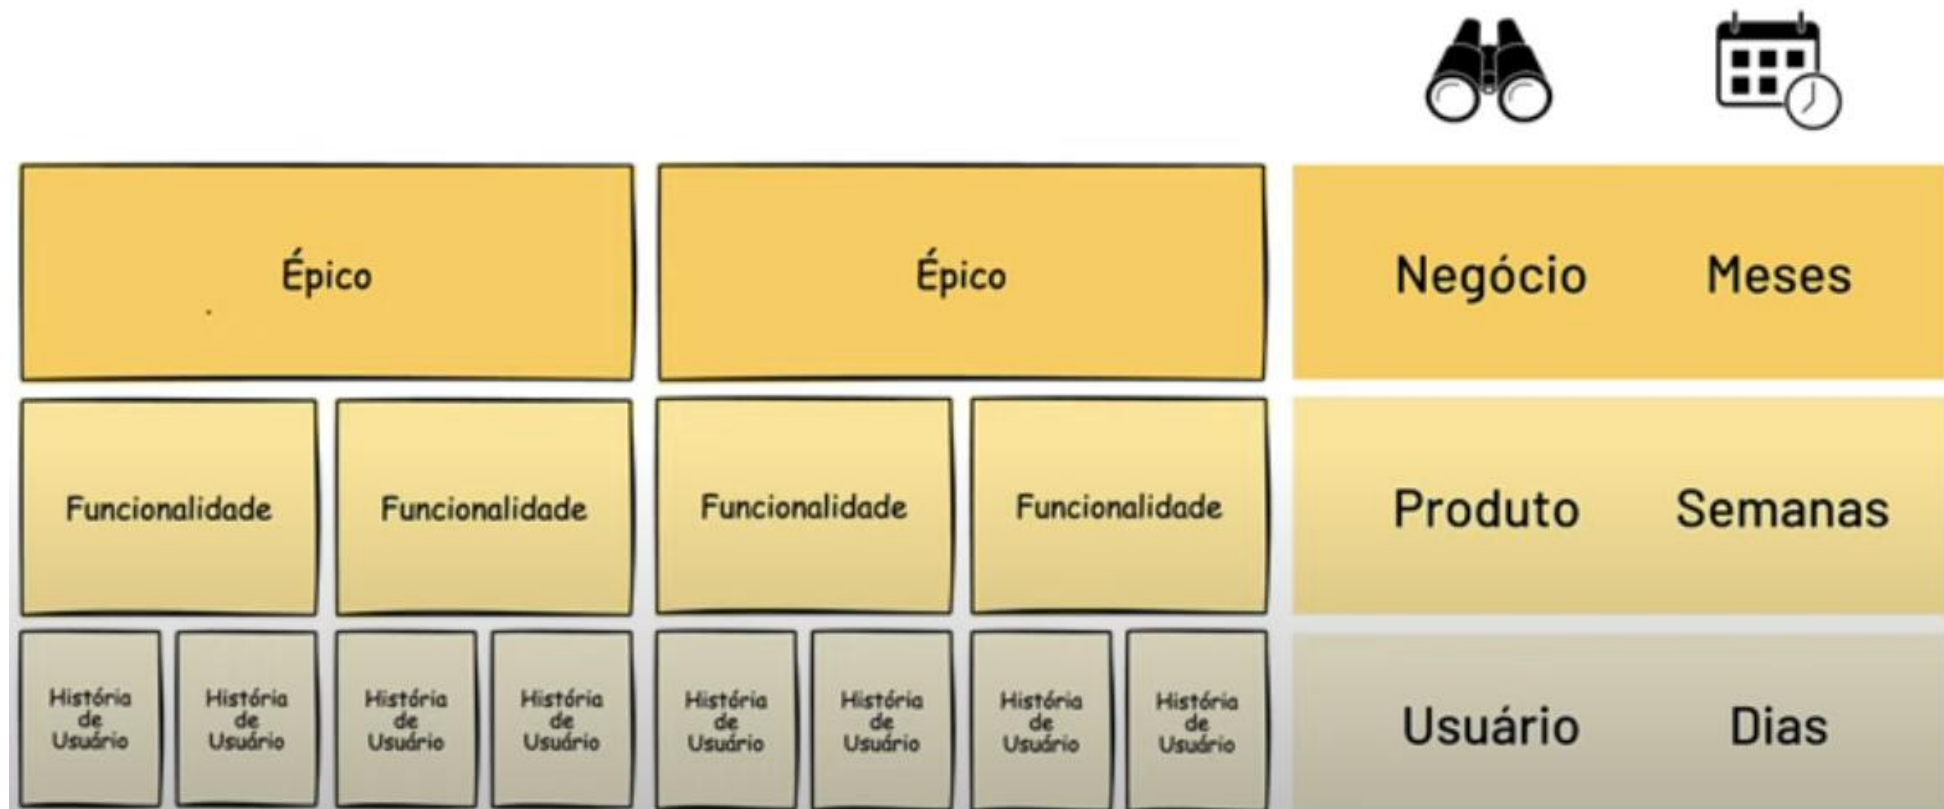 Épico
Épico
Negócio
Meses
Funcionalidade
Funcionalidade
Funcionalidade
Funcionalidade
Produto
Semanas
História
de
Usuário
História
de
Usuário
História
de
Usuário
História
de
Usuário
História
de
Usuário
História
de
Usuário
História
de
Usuário
História
de
Usuário
Usuário
Dias